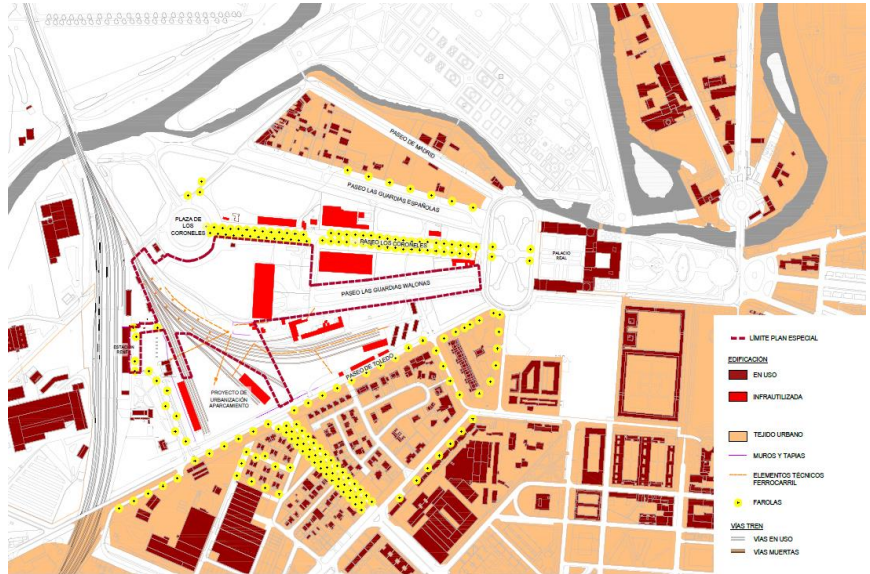 PASEO DE MADRID
PASEO LAS GUARDIAS ESPAÑOLAS
PLAZA DE
LOS
CORONELES
PASEO LOS CORONELES
PALACIO
REAL
PASEO LAS GUARDIAS WALONAS
ESTACIÓN
RENFE
PASEO DE TOLEDO
PROYECTO DE
URBANIZACIÓN
APARCAMIENTO
LÍMITE PLAN ESPECIAL
EDIFICACIÓN
EN USO
INFRAUTILIZADA
TEJIDO URBANO
MUROS Y TAPIAS
ELEMENTOS TÉCNICOS
FERROCARRIL
FAROLAS
VÍAS TREN
VÍAS EN USO
VÍAS MUERTAS